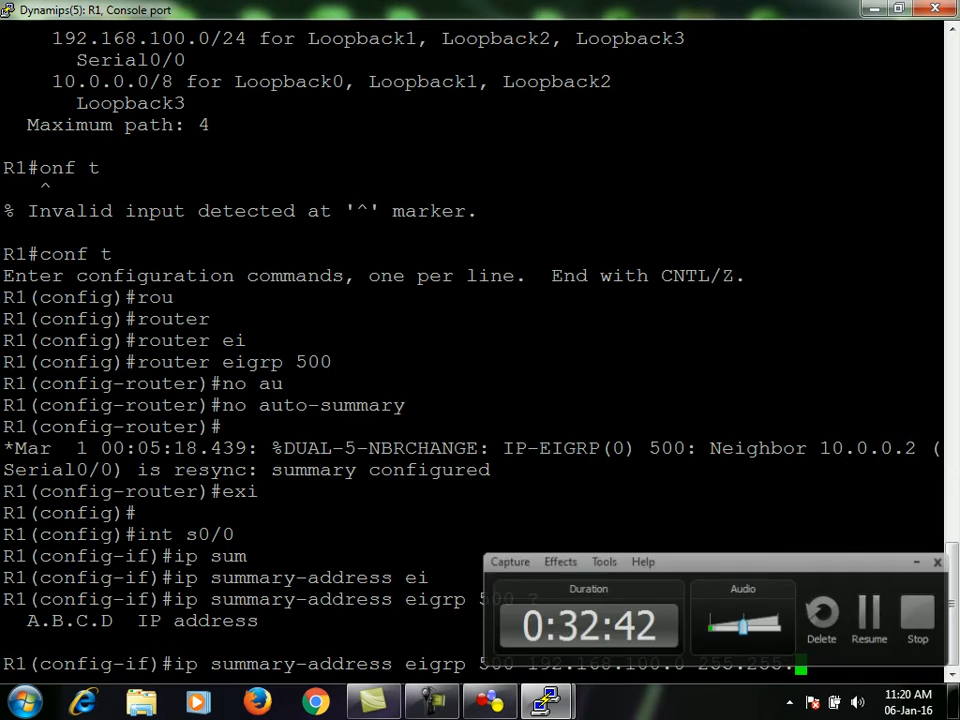 Dynamips(5): R1, Console port
192.168.100.0/24 for Loopback1, Loopback2, Loopback3
Serial0/0
10.0.0.0/8 for Loopback0, Loopback1, Loopback2
Loopback3
Maximum path: 4
R1#onf t
^
% Invalid input detected at '^' marker.
R1#conf t
Enter configuration commands, one per line.  End with CNTL/Z.
R1(config)#rou
R1(config)#router
R1(config)#router ei
R1(config)#router eigrp 500
R1(config-router)#no au
R1(config-router)#no auto-summary
R1(config-router)#
*Mar  1 00:05:18.439: %DUAL-5-NBRCHANGE: IP-EIGRP(0) 500: Neighbor 10.0.0.2 (
Serial0/0) is resync: summary configured
R1(config-router)#exi
R1(config)#
R1(config)#int s0/0
R1(config-if)#ip sum
R1(config-if)#ip summary-address ei
R1(config-if)#ip summary-address eigrp 500 ?
A.B.C.D  IP address
R1(config-if)#ip summary-address eigrp 500 192.168.100.0 255.255.
Capture Effects Tools Help
Duration
Audio
0:32:42
Delete Resume Stop
11:20 AM
06-Jan-16